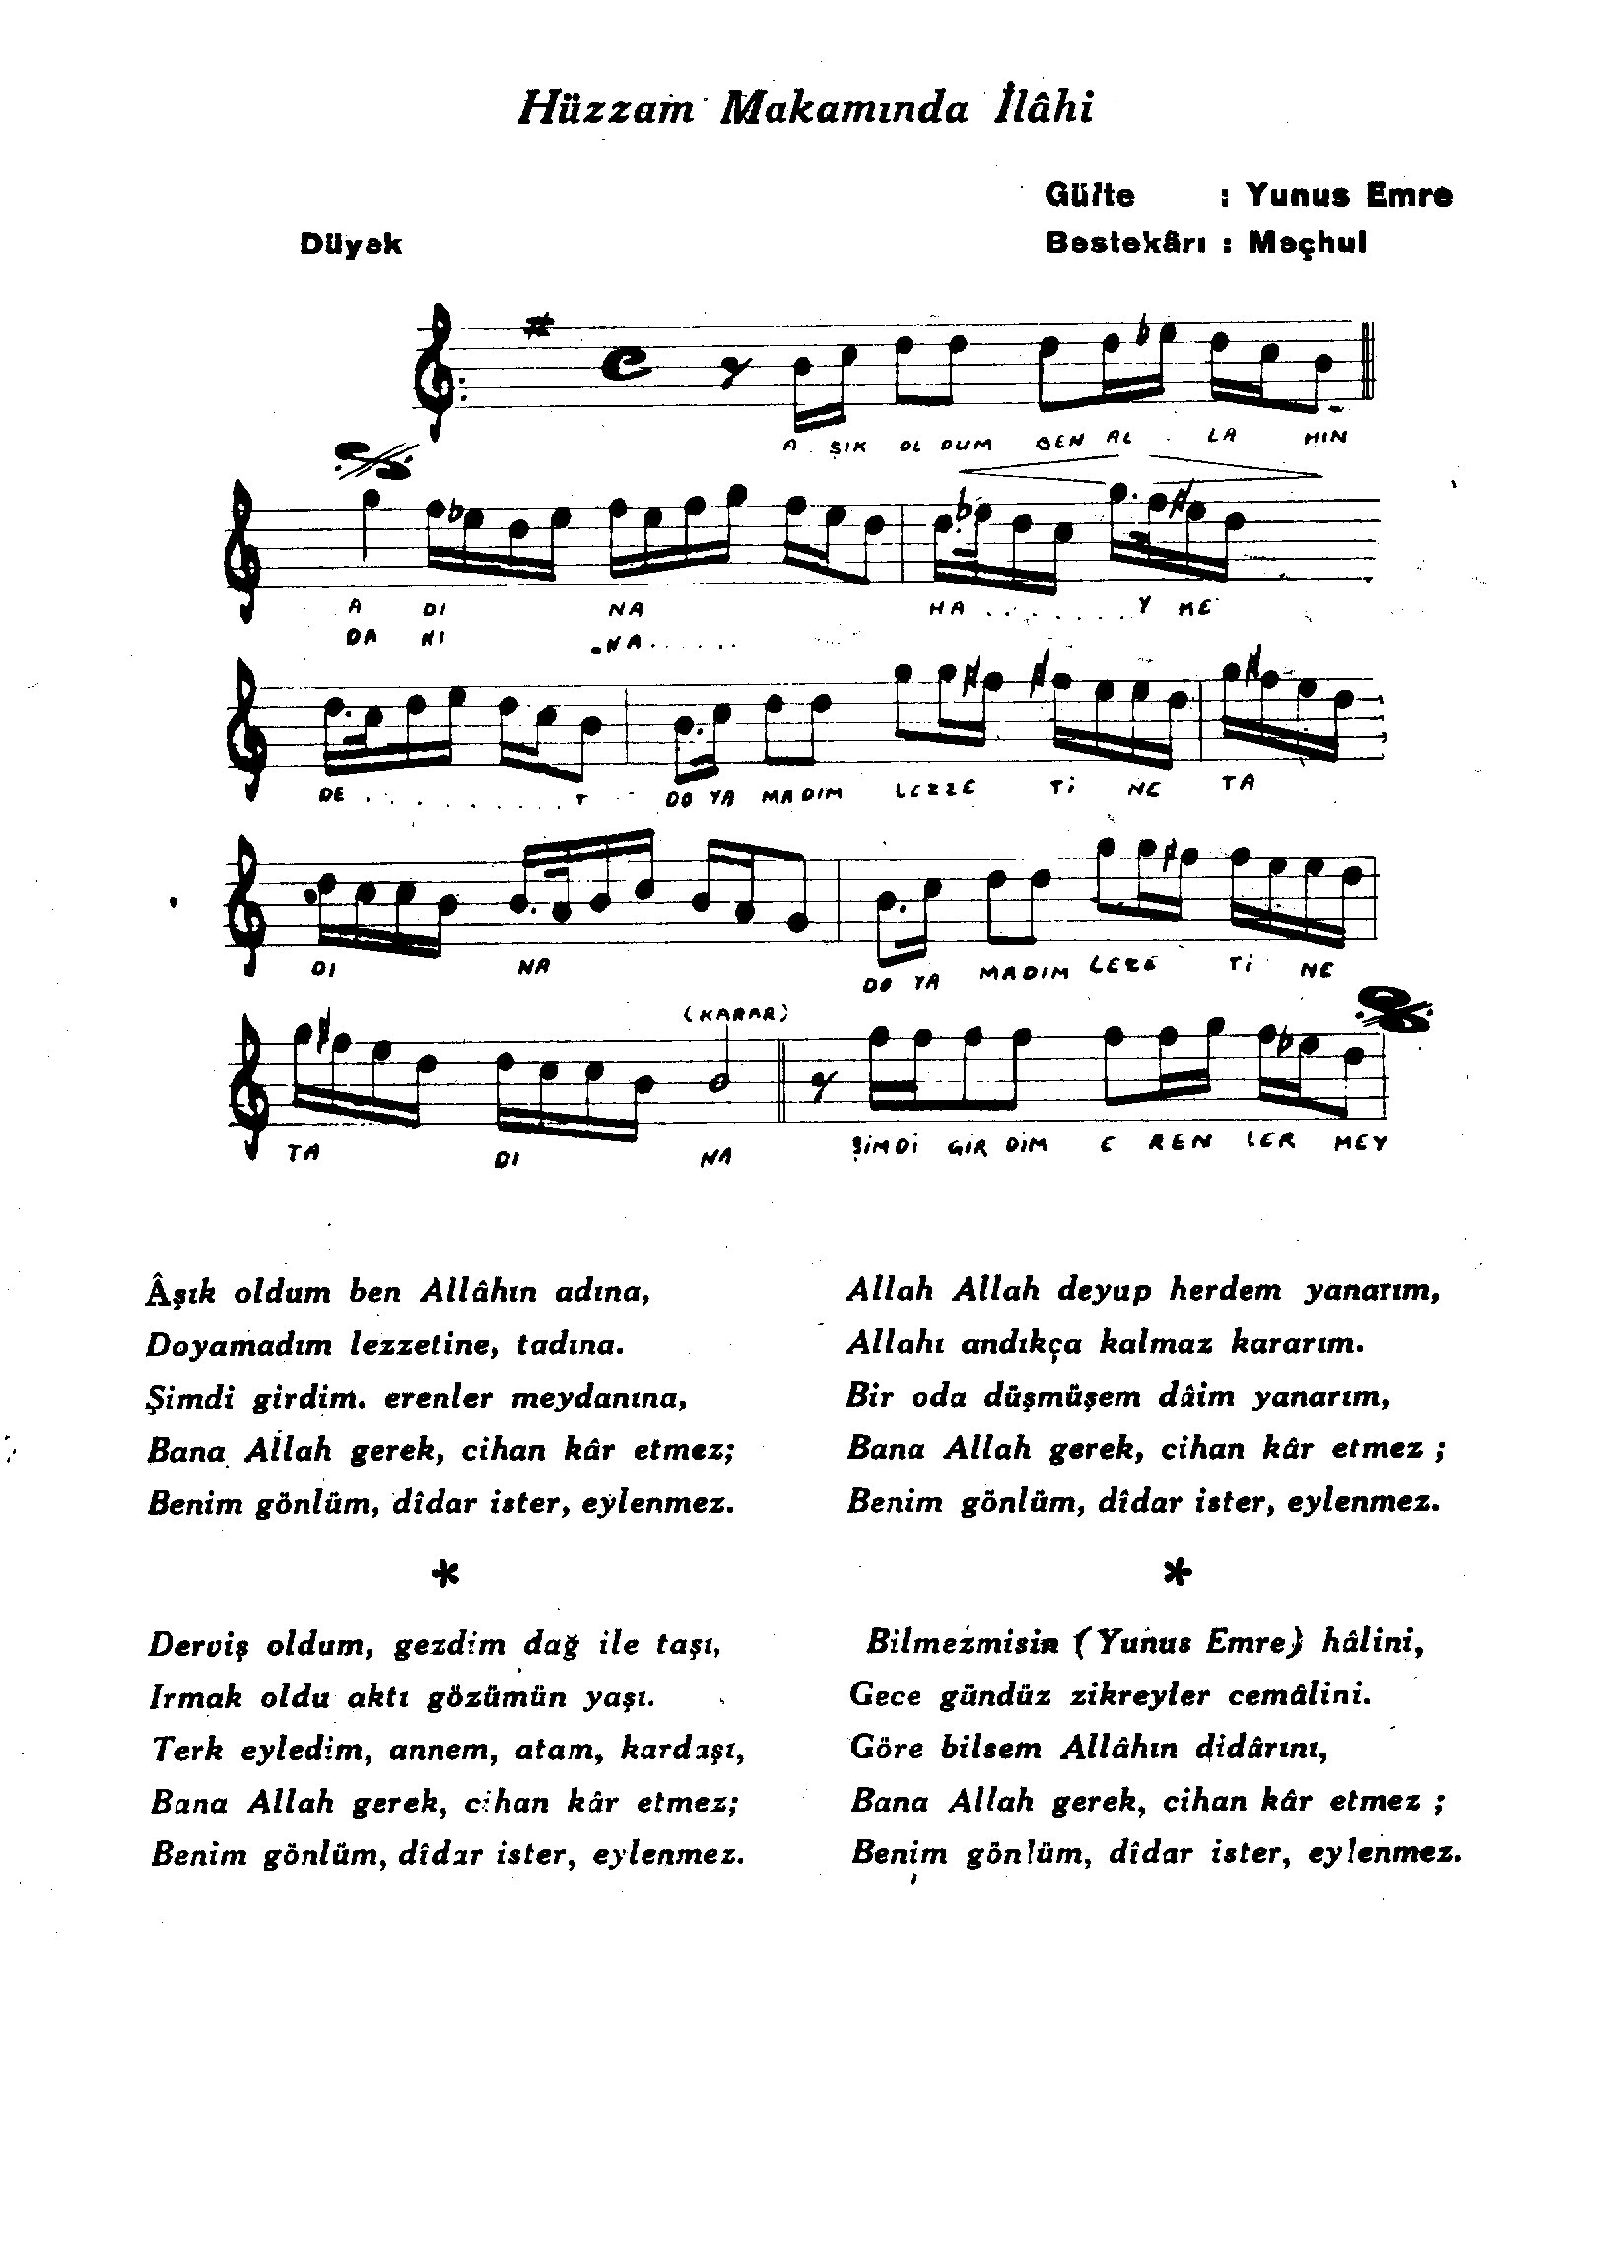 Hüzzam Makamında İlâhi
Güfte : Yunus Emre
Düyek
Bestekârı : Meçhul
A ŞIK OL DUM BEN AL . LA HIN
A DI NA HA . . . . . . . Y ME
DA NI NA . . . . . .
DE . . . . . . . . . . T DO YA MA DIM LEZZE Tİ NE TA
DI NA DO YA MADIM LEZE Tİ NE
(KARAR)
TA DI NA ŞİMDİ GİR DİM E REN LER MEY
Âşık oldum ben Allâhın adına,
Doyamadım lezzetine, tadına.
Şimdi girdim. erenler meydanına,
Bana Allah gerek, cihan kâr etmez;
Benim gönlüm, dîdar ister, eylenmez.
*
Derviş oldum, gezdim dağ ile taşı,
Irmak oldu aktı gözümün yaşı.
Terk eyledim, annem, atam, kardaşı,
Bana Allah gerek, cihan kâr etmez;
Benim gönlüm, dîdar ister, eylenmez.
Allah Allah deyup herdem yanarım,
Allahı andıkça kalmaz kararım.
Bir oda düşmüşem dâim yanarım,
Bana Allah gerek, cihan kâr etmez ;
Benim gönlüm, dîdar ister, eylenmez.
*
Bilmezmisin (Yunus Emre) hâlini,
Gece gündüz zikreyler cemâlini.
Göre bilsem Allâhın dîdârını,
Bana Allah gerek, cihan kâr etmez ;
Benim gönlüm, dîdar ister, eylenmez.